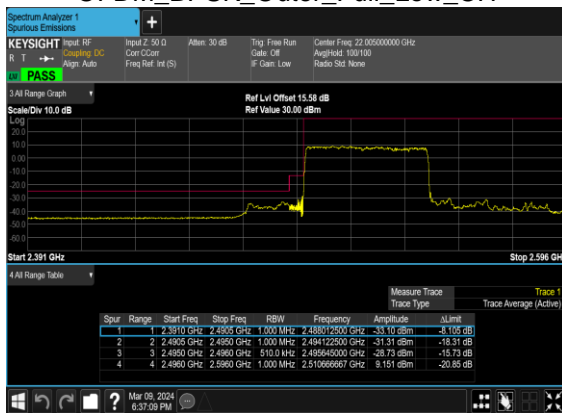 Spectrum Analyzer 1
Spurious Emissions
KEYSIGHT Input: RF Input Z: 50 Ω Atten: 30 dB Trig: Free Run Center Freq: 22.005000000 GHz
R T Coupling: DC Corr CCorr Gate: Off Avg|Hold: 100/100
Align: Auto Freq Ref: Int (S) IF Gain: Low Radio Std: None
PASS
3 All Range Graph Ref Lvl Offset 15.58 dB
Scale/Div 10.0 dB Ref Value 30.00 dBm
Log
20.0
10.0
0.00
-10.0
-20.0
-30.0
-40.0
-50.0
-60.0
Start 2.391 GHz Stop 2.596 GH
4 All Range Table
Measure Trace Trace 1
Trace Type Trace Average (Active)
Spur Range Start Freq Stop Freq RBW Frequency Amplitude ΔLimit
1 1 2.3910 GHz 2.4905 GHz 1.000 MHz 2.488012500 GHz -33.10 dBm -8.105 dB
2 2 2.4905 GHz 2.4950 GHz 1.000 MHz 2.494122500 GHz -31.31 dBm -18.31 dB
3 3 2.4950 GHz 2.4960 GHz 510.0 kHz 2.495645000 GHz -28.73 dBm -15.73 dB
4 4 2.4960 GHz 2.5960 GHz 1.000 MHz 2.510666667 GHz 9.151 dBm -20.85 dB
Mar 09, 2024
6:37:09 PM